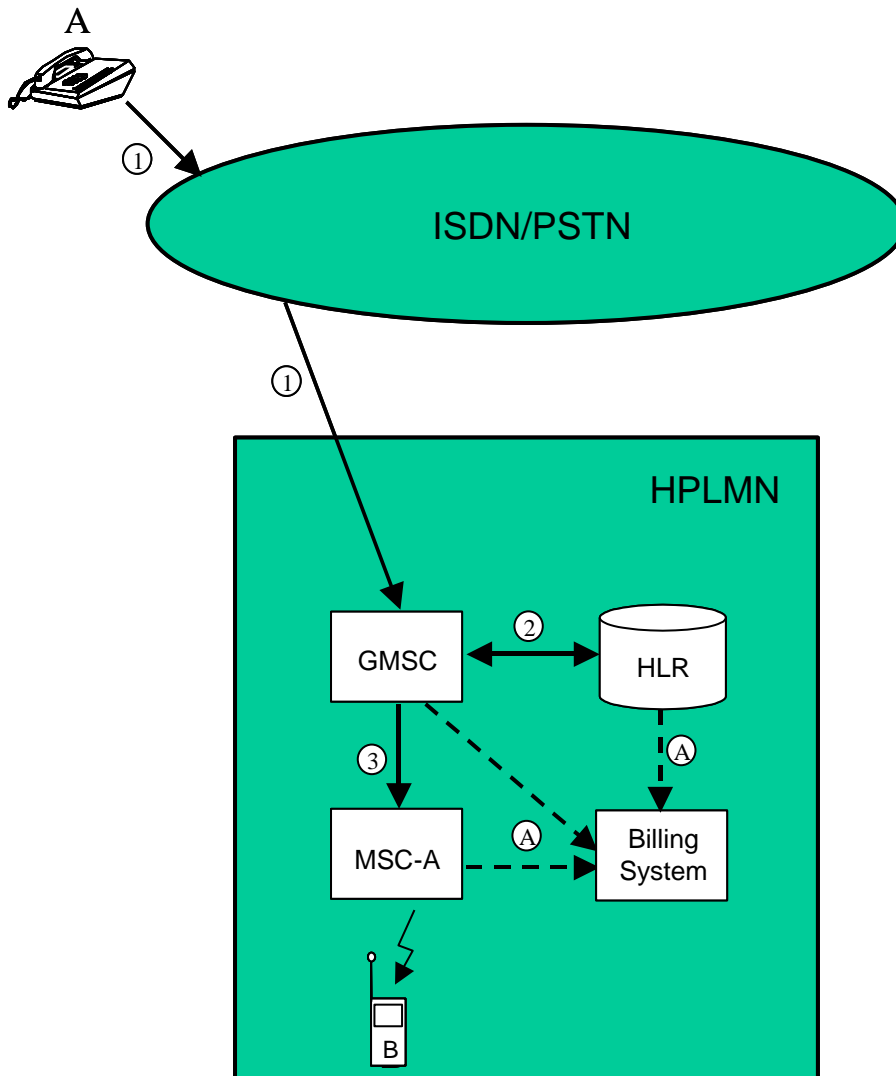 A
1
ISDN/PSTN
1
HPLMN
GMSC
2
HLR
3
A
MSC-A
A
Billing
System
B